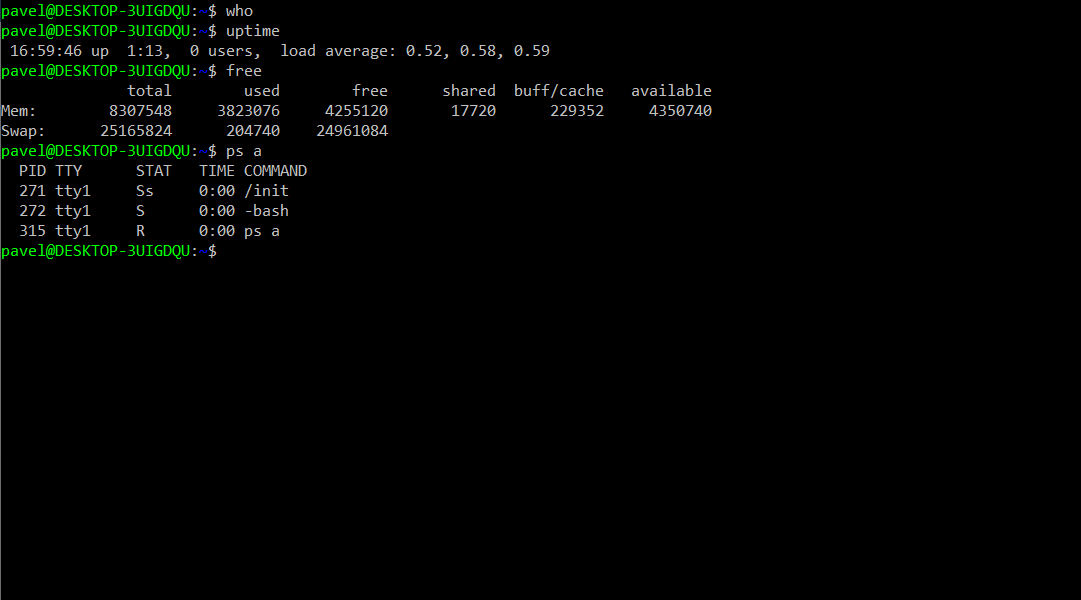 pavel@DESKTOP-3UIGDQU:~$ who
pavel@DESKTOP-3UIGDQU:~$ uptime
 16:59:46 up  1:13,  0 users,  load average: 0.52, 0.58, 0.59
pavel@DESKTOP-3UIGDQU:~$ free
              total        used        free      shared  buff/cache   available
Mem:        8307548     3823076     4255120       17720      229352     4350740
Swap:      25165824      204740    24961084
pavel@DESKTOP-3UIGDQU:~$ ps a
  PID TTY      STAT   TIME COMMAND
  271 tty1     Ss     0:00 /init
  272 tty1     S      0:00 -bash
  315 tty1     R      0:00 ps a
pavel@DESKTOP-3UIGDQU:~$